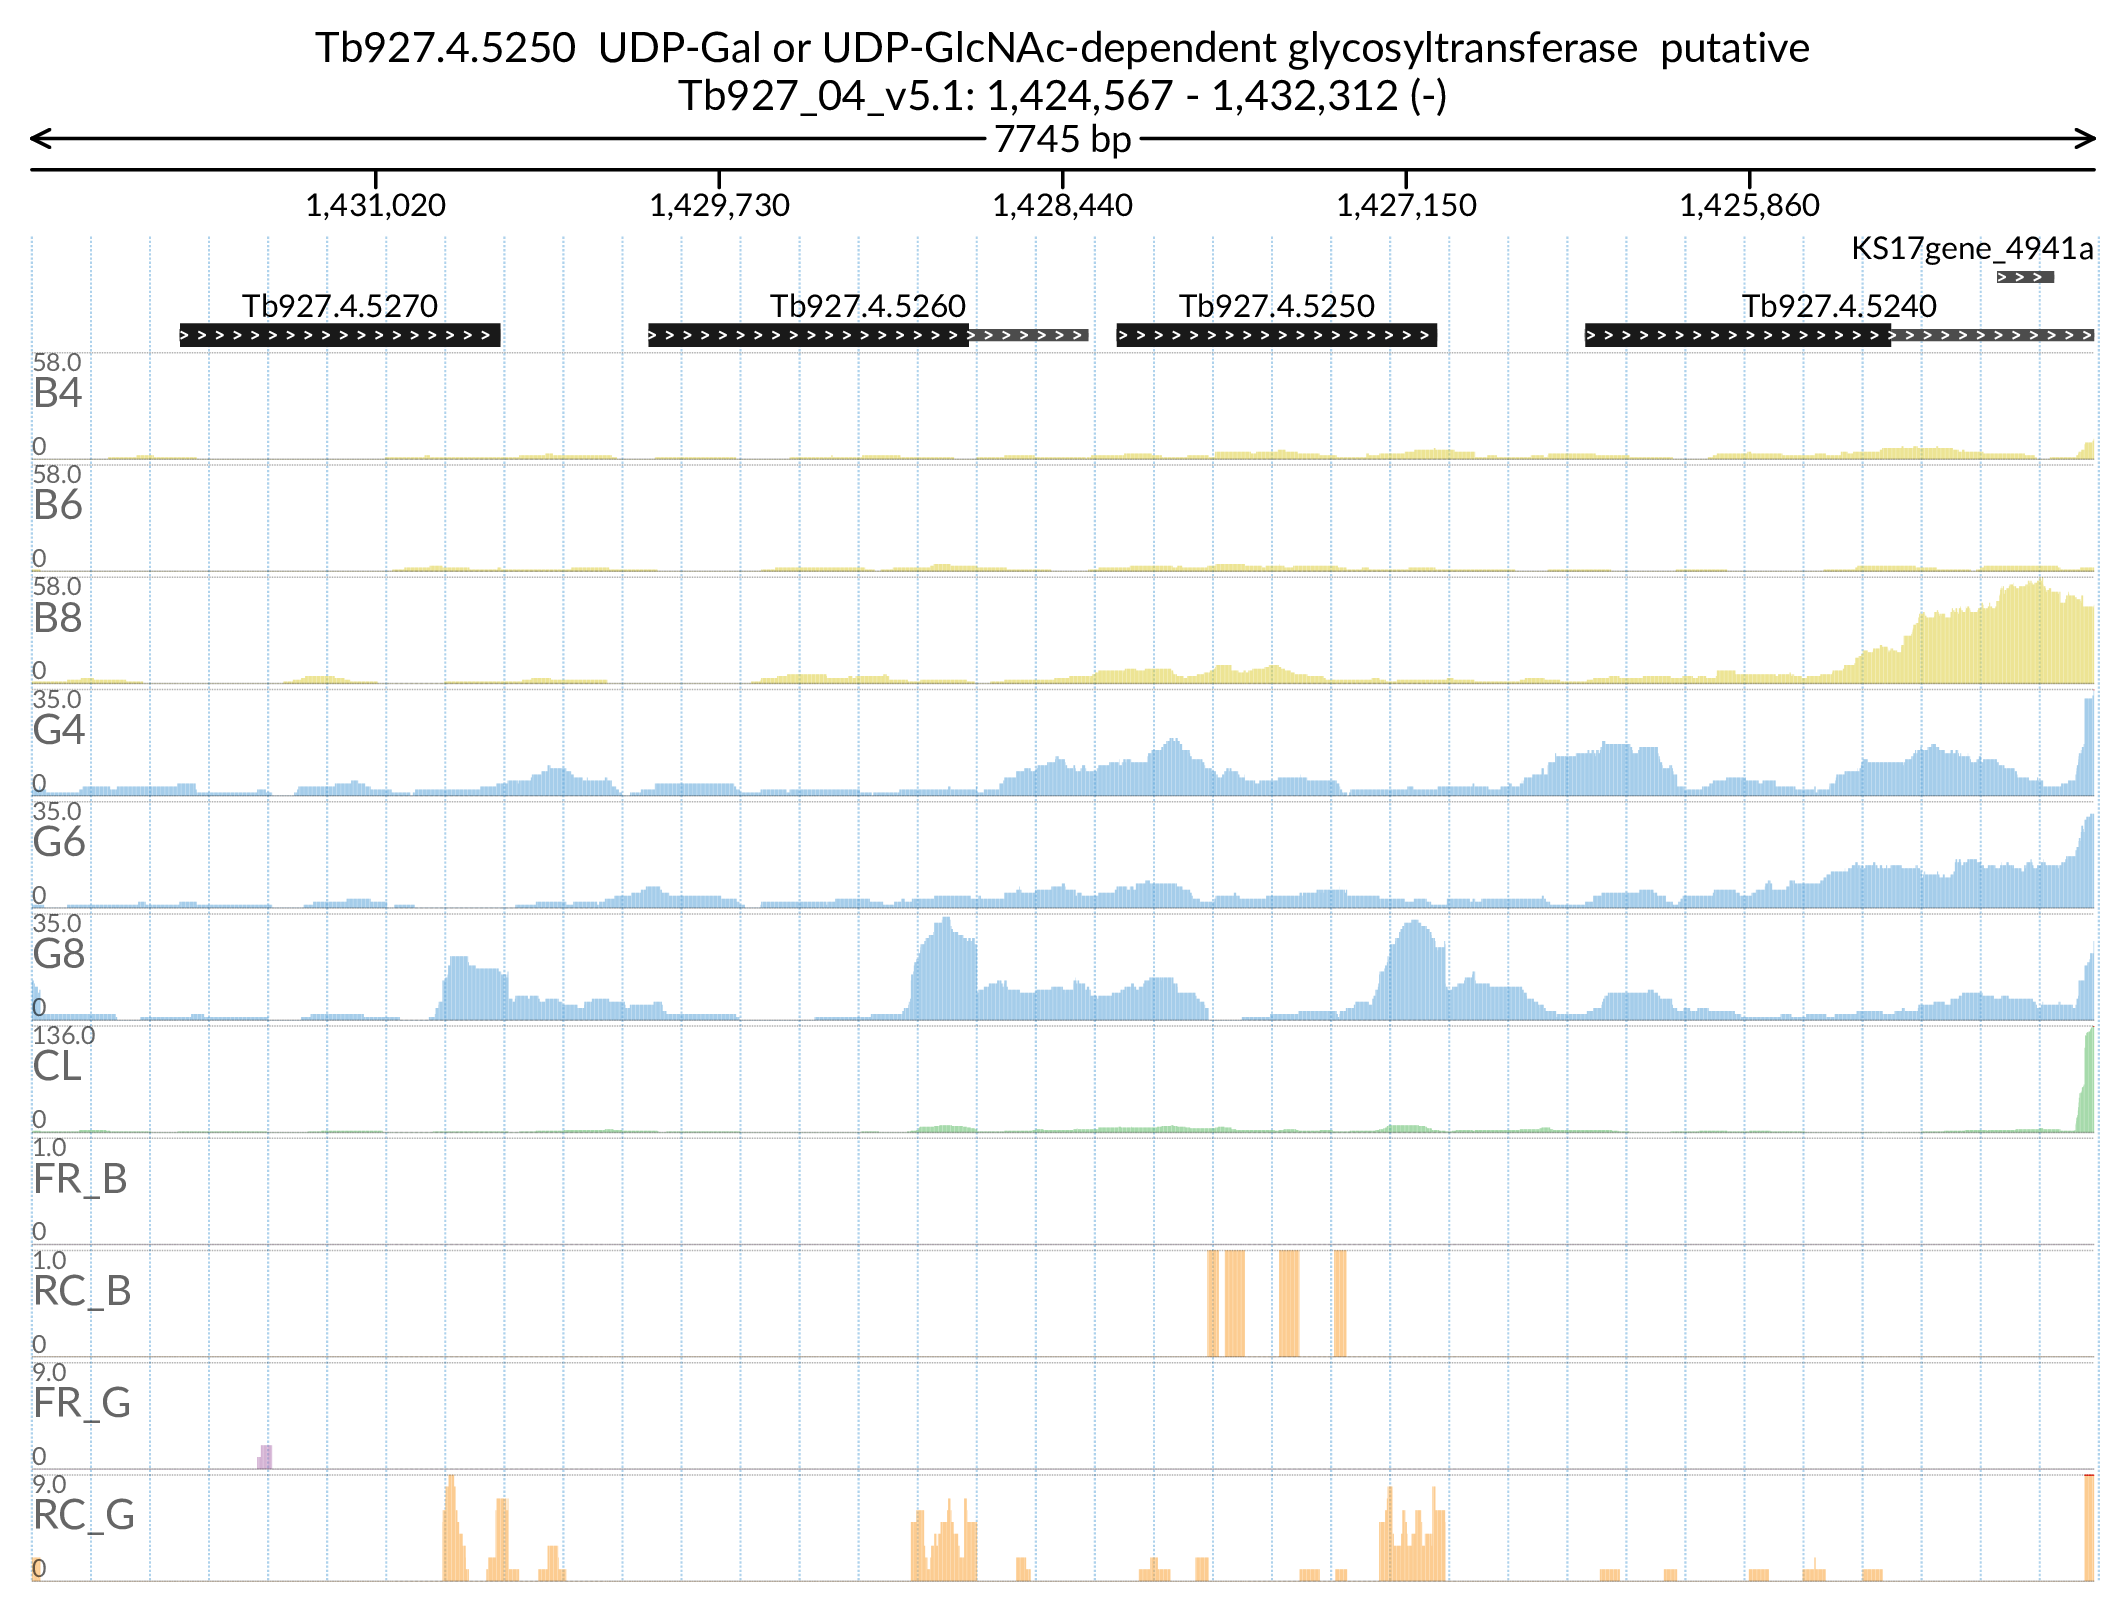 Tb927.4.5250 UDP-Gal or UDP-GlcNAc-dependent glycosyltransferase putative
Tb927_04_v5.1: 1,424,567 - 1,432,312 (-)
7745 bp
1,431,020 1,429,730 1,428,440 1,427,150 1,425,860
KS17gene_4941a
Tb927.4.5270 Tb927.4.5260 Tb927.4.5250 Tb927.4.5240
58.0
B4
0
58.0
B6
0
58.0
B8
0
35.0
G4
0
35.0
G6
0
35.0
G8
0
136.0
CL
0
1.0
FR_B
0
1.0
RC_B
0
9.0
FR_G
0
9.0
RC_G
0